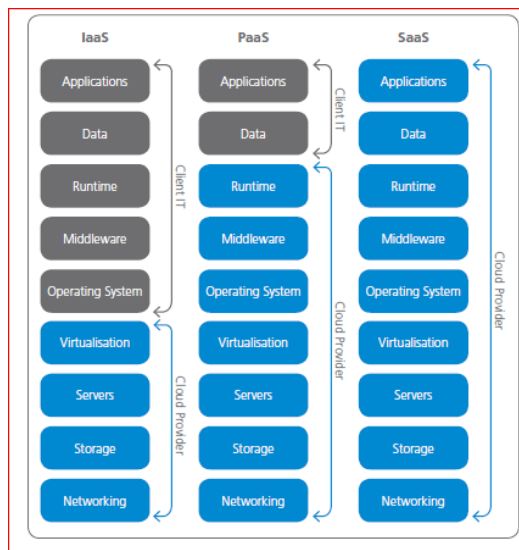 IaaS PaaS SaaS
Applications Applications Applications
Data Data Data
Runtime Runtime Runtime
Middleware Middleware Middleware
Operating System Operating System Operating System
Virtualisation Virtualisation Virtualisation
Servers Servers Servers
Storage Storage Storage
Networking Networking Networking
Client IT
Cloud Provider
Client IT
Cloud Provider
Cloud Provider